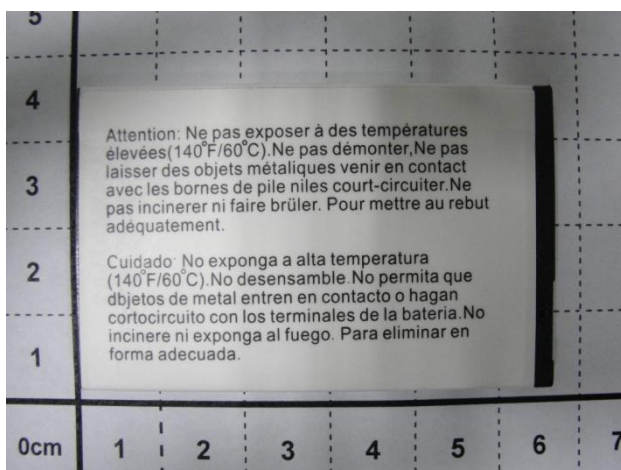 5
4
3
2
1
Attention: Ne pas exposer à des températures
élevées(140°F/60°C).Ne pas démonter,Ne pas
laisser des objets métaliques venir en contact
avec les bornes de pile niles court-circuiter.Ne
pas incinerer ni faire brüler. Pour mettre au rebut
adéquatement.
Cuidado: No exponga a alta temperatura
(140°F/60°C).No desensamble.No permita que
dbjetos de metal entren en contacto o hagan
cortocircuito con los terminales de la bateria.No
incinere ni exponga al fuego. Para eliminar en
forma adecuada.
0cm 1 2 3 4 5 6 7